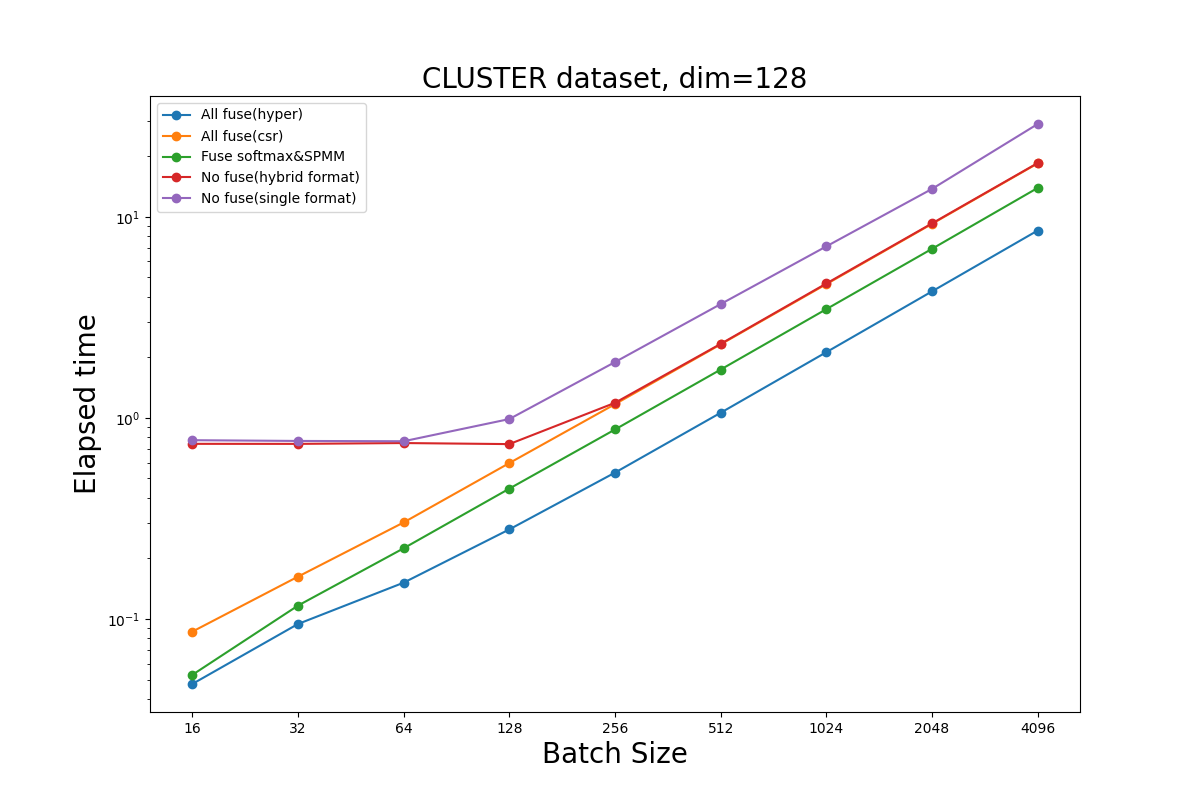 CLUSTER dataset, dim=128
All fuse(hyper)
All fuse(csr)
Fuse softmax&SPMM
No fuse(hybrid format)
No fuse(single format)
Elapsed time
10¹
10⁰
10⁻¹
16 32 64 128 256 512 1024 2048 4096
Batch Size